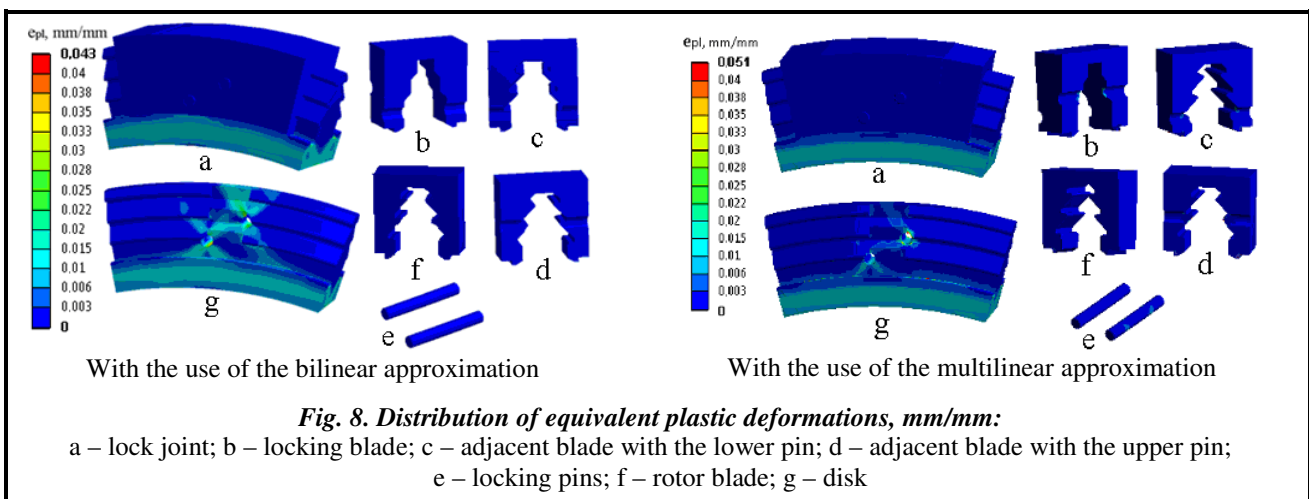 epl, mm/mm
0,043
0.04
0.038
0.035
0.033
0.03
0.028
0.024
0.022
0.02
0.015
0.01
0.006
0.003
0
a
b
c
g
f
d
e
With the use of the bilinear approximation
epl, mm/mm
0,051
0.04
0.038
0.035
0.033
0.03
0.028
0.024
0.022
0.02
0.015
0.01
0,006
0,003
0
a
b
c
g
f
d
e
With the use of the multilinear approximation
Fig. 8. Distribution of equivalent plastic deformations, mm/mm:
a – lock joint; b – locking blade; c – adjacent blade with the lower pin; d – adjacent blade with the upper pin;
e – locking pins; f – rotor blade; g – disk